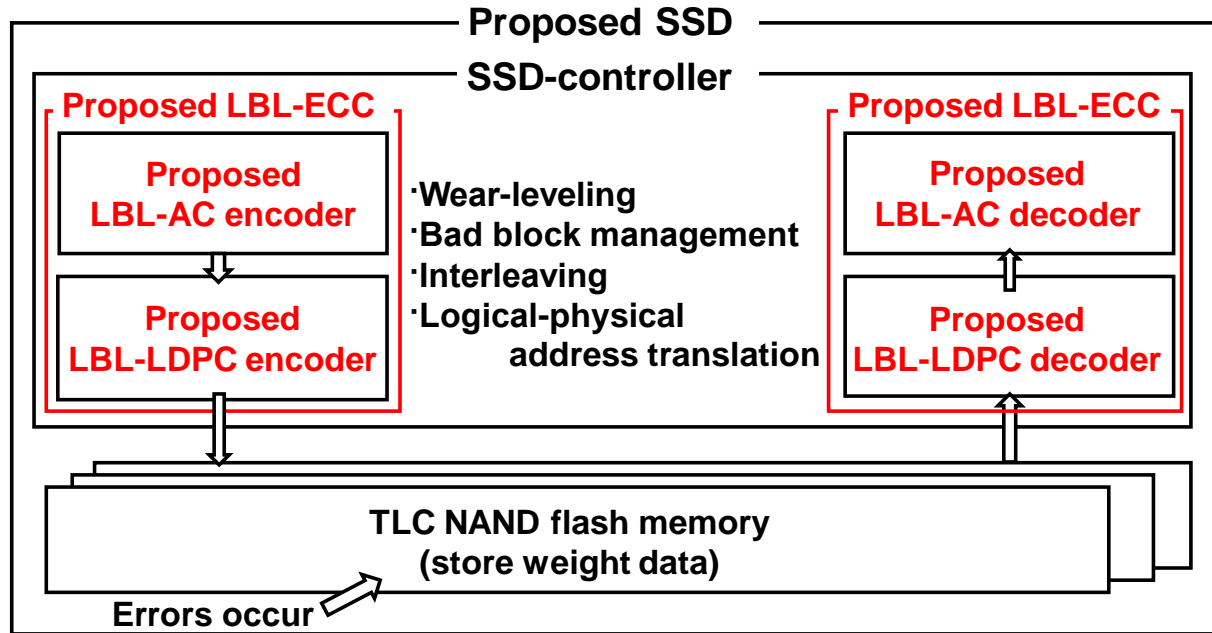 Proposed SSD
SSD-controller
Proposed LBL-ECC
Proposed
LBL-AC encoder
Proposed
LBL-LDPC encoder
·Wear-leveling
·Bad block management
·Interleaving
·Logical-physical
address translation
Proposed LBL-ECC
Proposed
LBL-AC decoder
Proposed
LBL-LDPC decoder
TLC NAND flash memory
(store weight data)
Errors occur